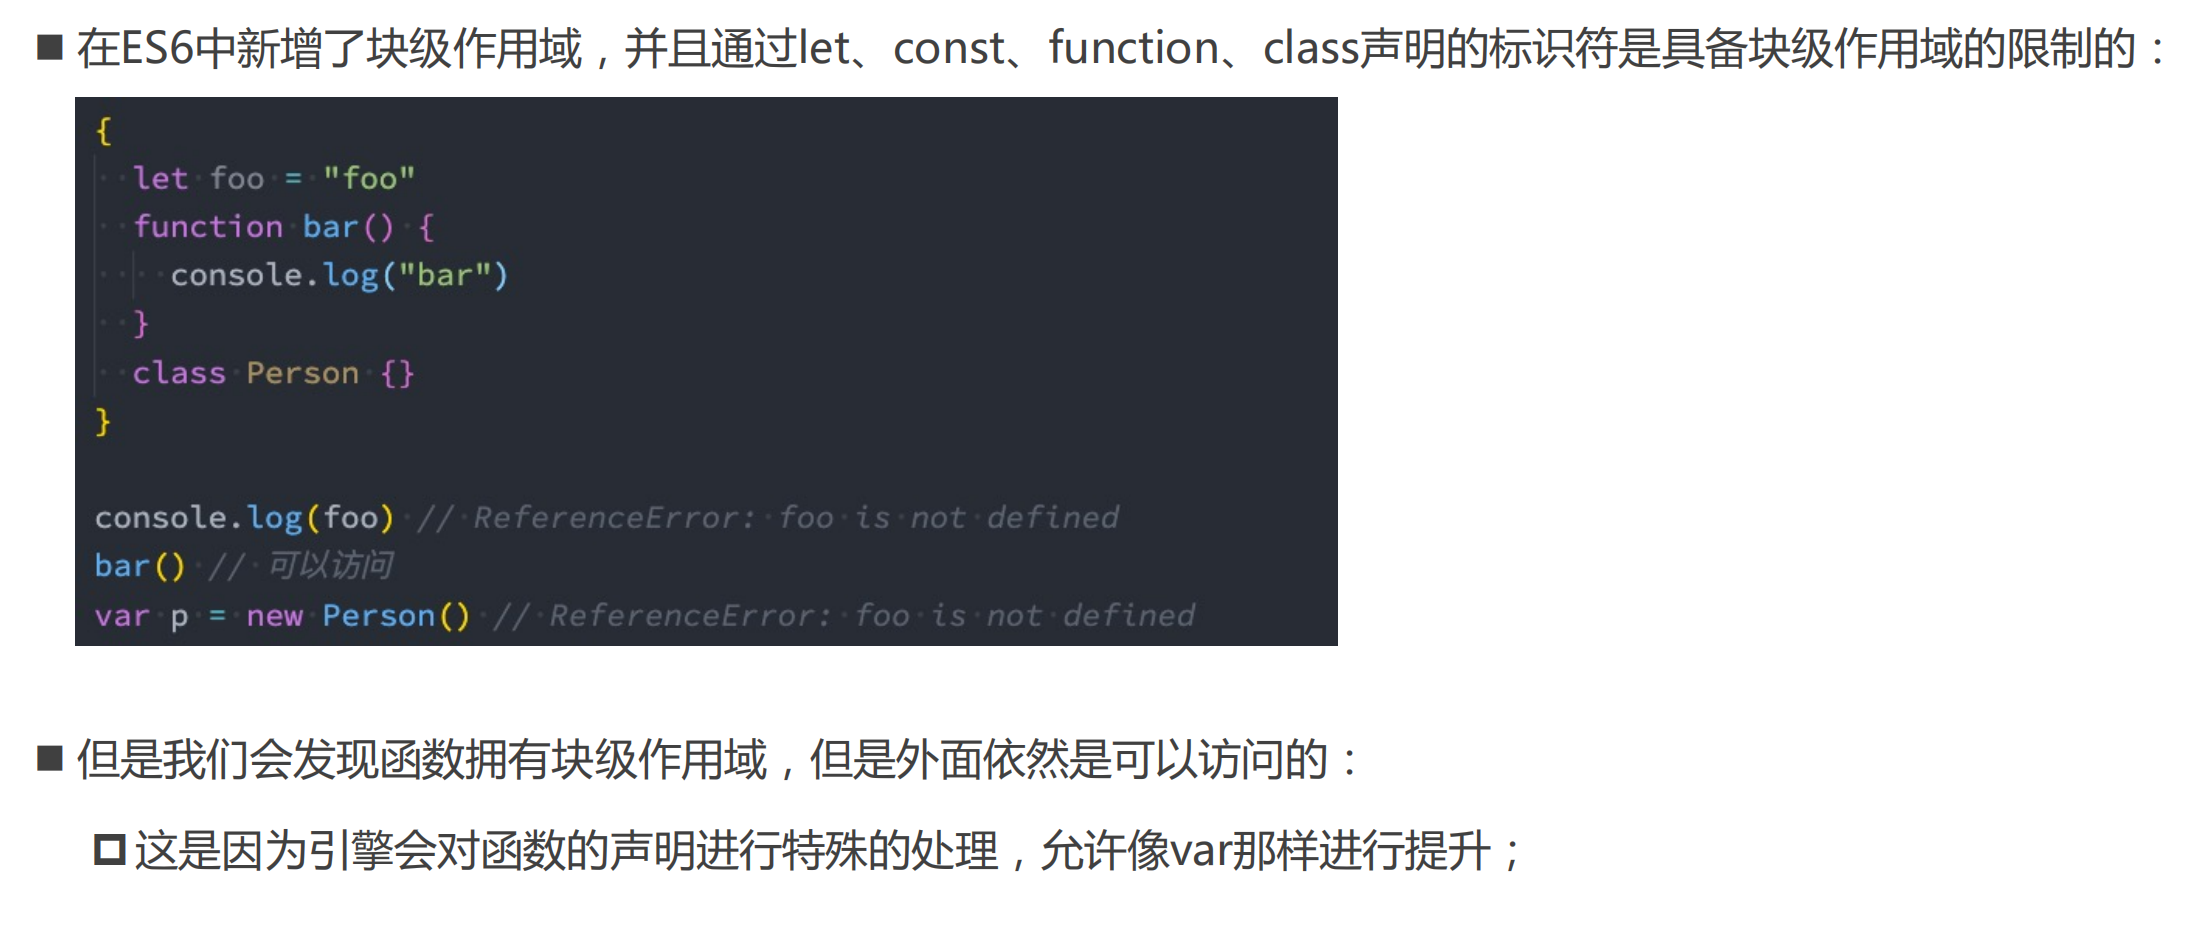 ■ 在ES6中新增了块级作用域，并且通过let、const、function、class声明的标识符是具备块级作用域的限制的：
{
  let foo = "foo"
  function bar() {
    console.log("bar")
  }
  class Person {}
}
console.log(foo) // ReferenceError: foo is not defined
bar() // 可以访问
var p = new Person() // ReferenceError: foo is not defined
■ 但是我们会发现函数拥有块级作用域，但是外面依然是可以访问的：
这是因为引擎会对函数的声明进行特殊的处理，允许像var那样进行提升；